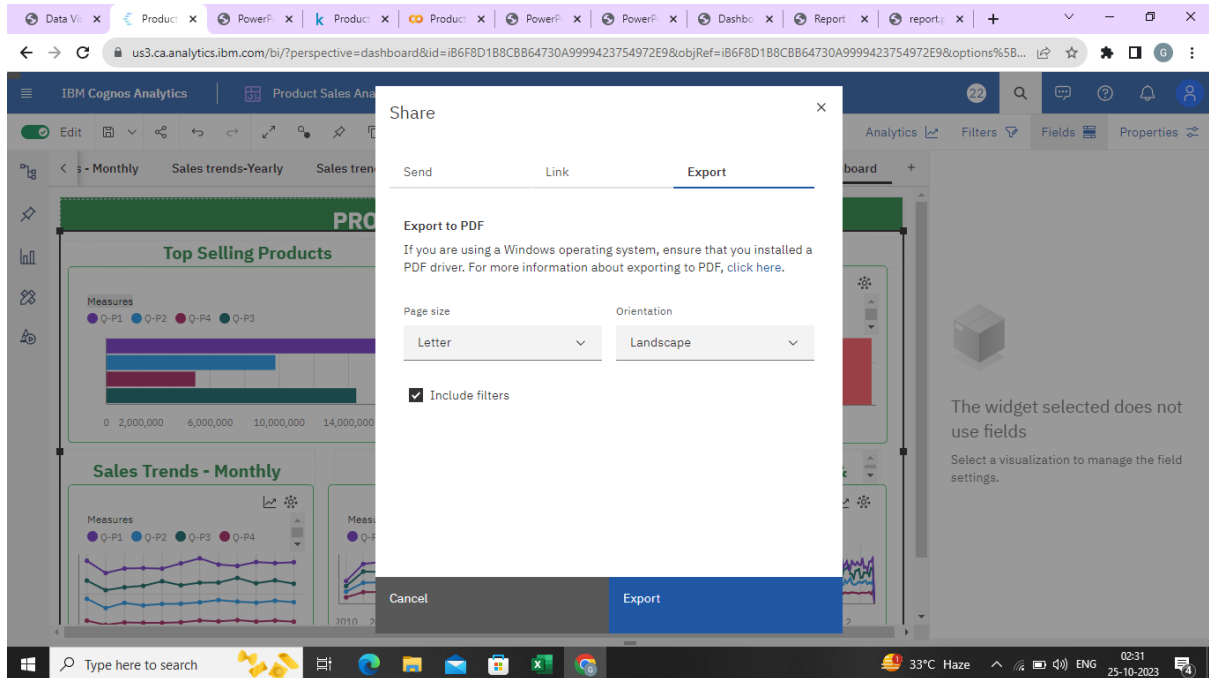 Data Vi
Product
PowerP
Product
Product
PowerP
PowerP
Dashbo
Report
report.p
us3.ca.analytics.ibm.com/bi/?perspective=dashboard&id=iB6F8D1B8CBB64730A9999423754972E9&objRef=iB6F8D1B8CBB64730A9999423754972E9&options%5B...
G
IBM Cognos Analytics
Product Sales Ana
22
Edit
Analytics
Filters
Fields
Properties
s - Monthly
Sales trends-Yearly
Sales tren
board
Share
Send
Link
Export
Export to PDF
If you are using a Windows operating system, ensure that you installed a
PDF driver. For more information about exporting to PDF, click here.
Page size
Orientation
Letter
Landscape
Include filters
Cancel
Export
PRO
Top Selling Products
Measures
Q-P1 Q-P2 Q-P4 Q-P3
0 2,000,000 6,000,000 10,000,000 14,000,000
Sales Trends - Monthly
&
Measures
Q-P1 Q-P2 Q-P3 Q-P4
Measu
Q-P
2010 2
2
The widget selected does not
use fields
Select a visualization to manage the field
settings.
Type here to search
33°C Haze
ENG
02:31
25-10-2023
4